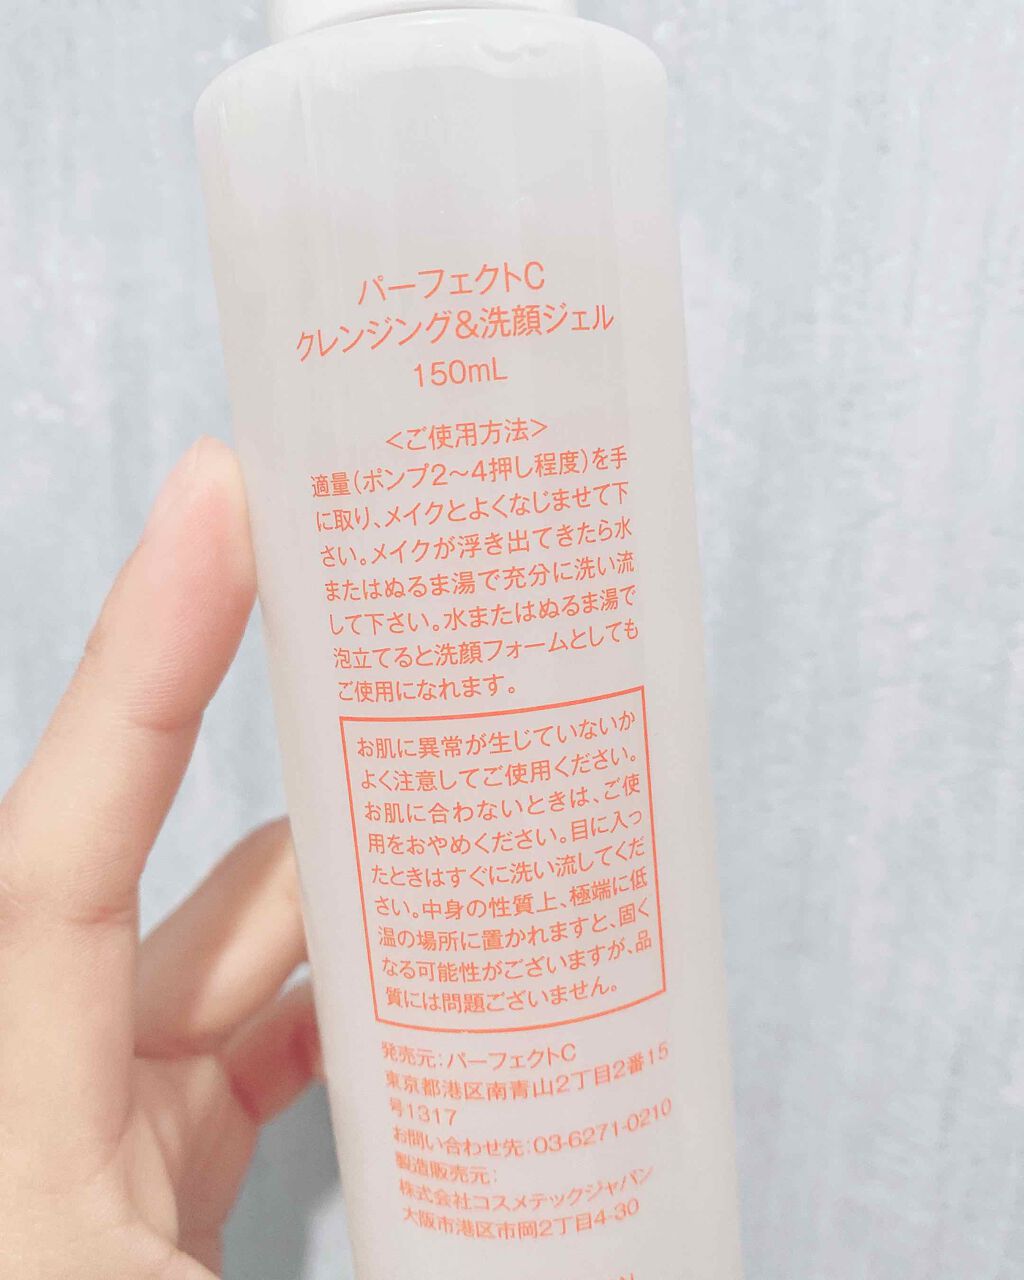 パーフェクトC
クレンジング&洗顔ジェル
150mL
<ご使用方法>
適量(ポンプ2～4押し程度)を手
に取り、メイクとよくなじませて下
さい。メイクが浮き出てきたら水
またはぬるま湯で充分に洗い流
して下さい。水またはぬるま湯で
泡立てると洗顔フォームとしても
ご使用になれます。
お肌に異常が生じていないか
よく注意してご使用ください。
お肌に合わないときは、ご使
用をおやめください。目に入っ
たときはすぐに洗い流してくだ
さい。中身の性質上、極端に低
温の場所に置かれますと、固く
なる可能性がございますが、品
質には問題ございません。
発売元:パーフェクトC
東京都港区南青山2丁目2番15
号1317
お問い合わせ先:03-6271-0210
製造販売元:
株式会社コスメテックジャパン
大阪市港区市岡2丁目4-30